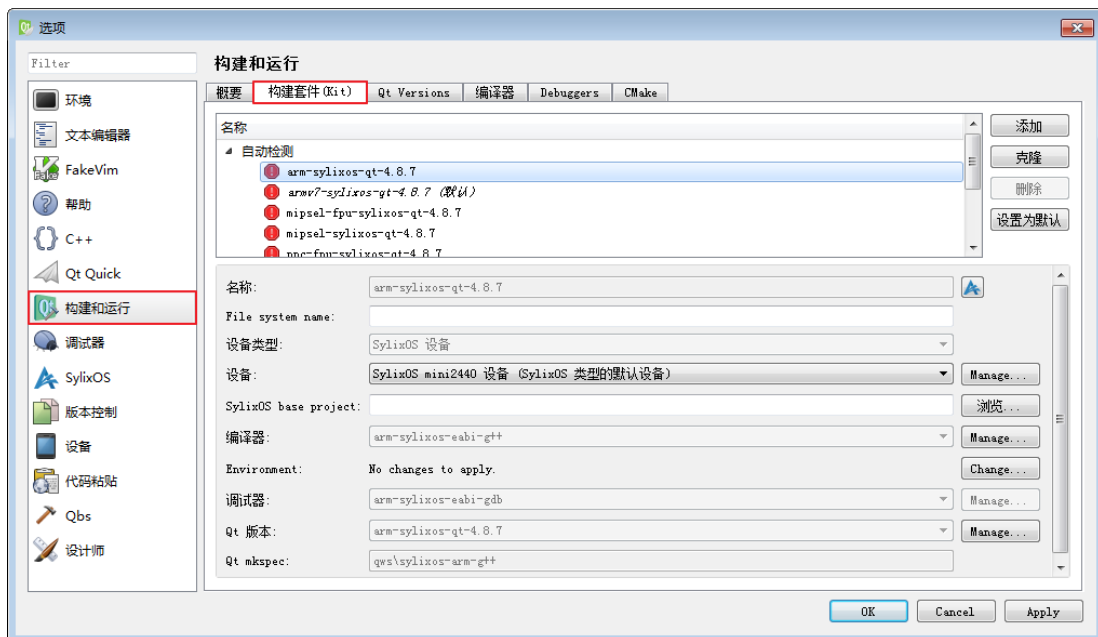 选项
Filter
环境
文本编辑器
FakeVim
帮助
C++
Qt Quick
构建和运行
调试器
SylixOS
版本控制
设备
代码粘贴
Qbs
设计师
构建和运行
概要 构建套件(Kit) Qt Versions 编译器 Debuggers CMake
名称
自动检测
arm-sylixos-qt-4.8.7
armv7-sylixos-qt-4.8.7 (默认)
mipsel-fpu-sylixos-qt-4.8.7
mipsel-sylixos-qt-4.8.7
ppc-fpu-sylixos-qt-4.8.7
添加
克隆
删除
设置为默认
名称: arm-sylixos-qt-4.8.7
File system name:
设备类型: SylixOS 设备
设备: SylixOS mini2440 设备 (SylixOS 类型的默认设备) Manage...
SylixOS base project: 浏览...
编译器: arm-sylixos-eabi-g++ Manage...
Environment: No changes to apply. Change...
调试器: arm-sylixos-eabi-gdb Manage...
Qt 版本: arm-sylixos-qt-4.8.7 Manage...
Qt mkspec: qws\sylixos-arm-g++
OK Cancel Apply